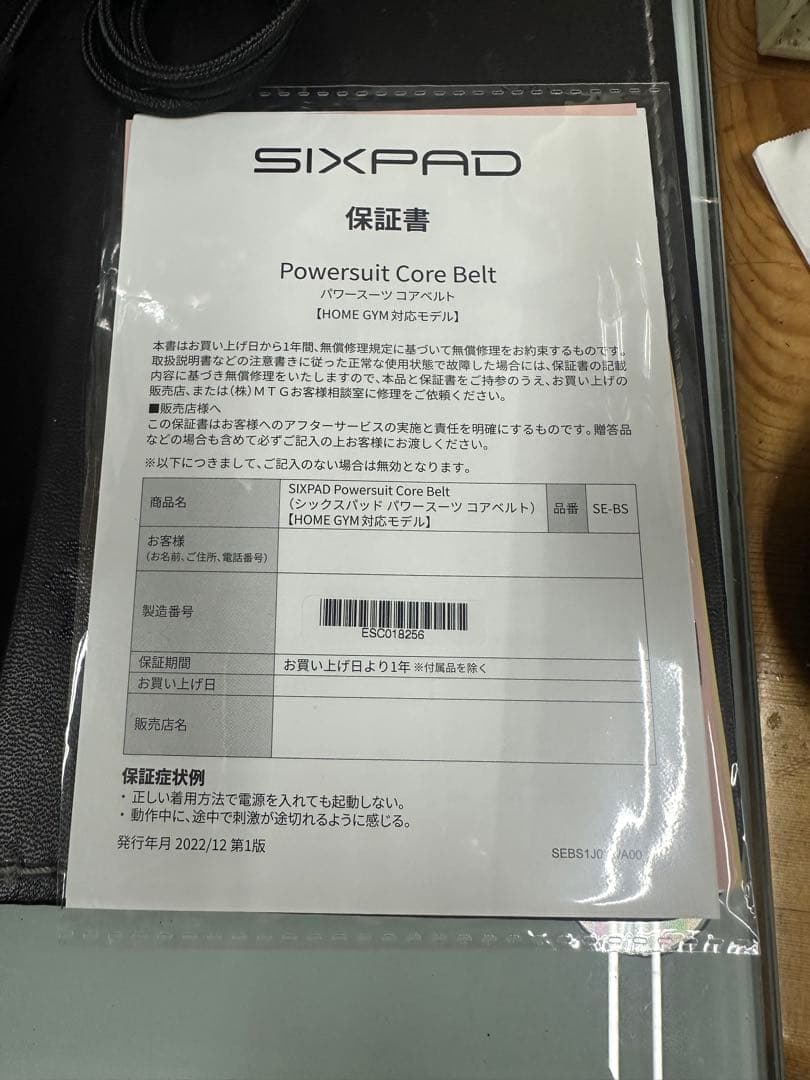 SIXPAD
保証書
Powersuit Core Belt
パワースーツ コアベルト
【HOME GYM 対応モデル】
本書はお買い上げ日から1年間、無償修理規定に基づいて無償修理をお約束するものです。
取扱説明書などの注意書きに従った正常な使用状態で故障した場合には、保証書の記載
内容に基づき無償修理をいたしますので、本品と保証書をご持参のうえ、お買い上げの
販売店、または(株)MTGお客様相談室に修理をご依頼ください。
■販売店様へ
この保証書はお客様へのアフターサービスの実施と責任を明確にするものです。贈答品
などの場合も含めて必ずご記入の上お客様にお渡しください。
※以下につきまして、ご記入のない場合は無効となります。
商品名
SIXPAD Powersuit Core Belt
(シックスパッド パワースーツ コアベルト)
【HOME GYM対応モデル】
品番
SE-BS
お客様
(お名前、ご住所、電話番号)
製造番号
ESC018256
保証期間
お買い上げ日より1年 ※付属品を除く
お買い上げ日
販売店名
保証症状例
・正しい着用方法で電源を入れても起動しない。
・動作中に、途中で刺激が途切れるように感じる。
発行年月 2022/12 第1版